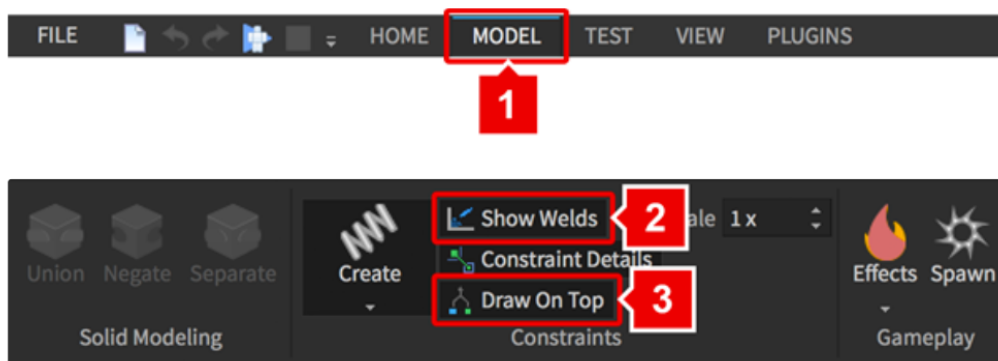 FILE HOME MODEL TEST VIEW PLUGINS
1
Show Welds 2 ale 1 x
Union Negate Separate Create Constraint Details Effects Spawn
Draw On Top 3
Solid Modeling Constraints Gameplay